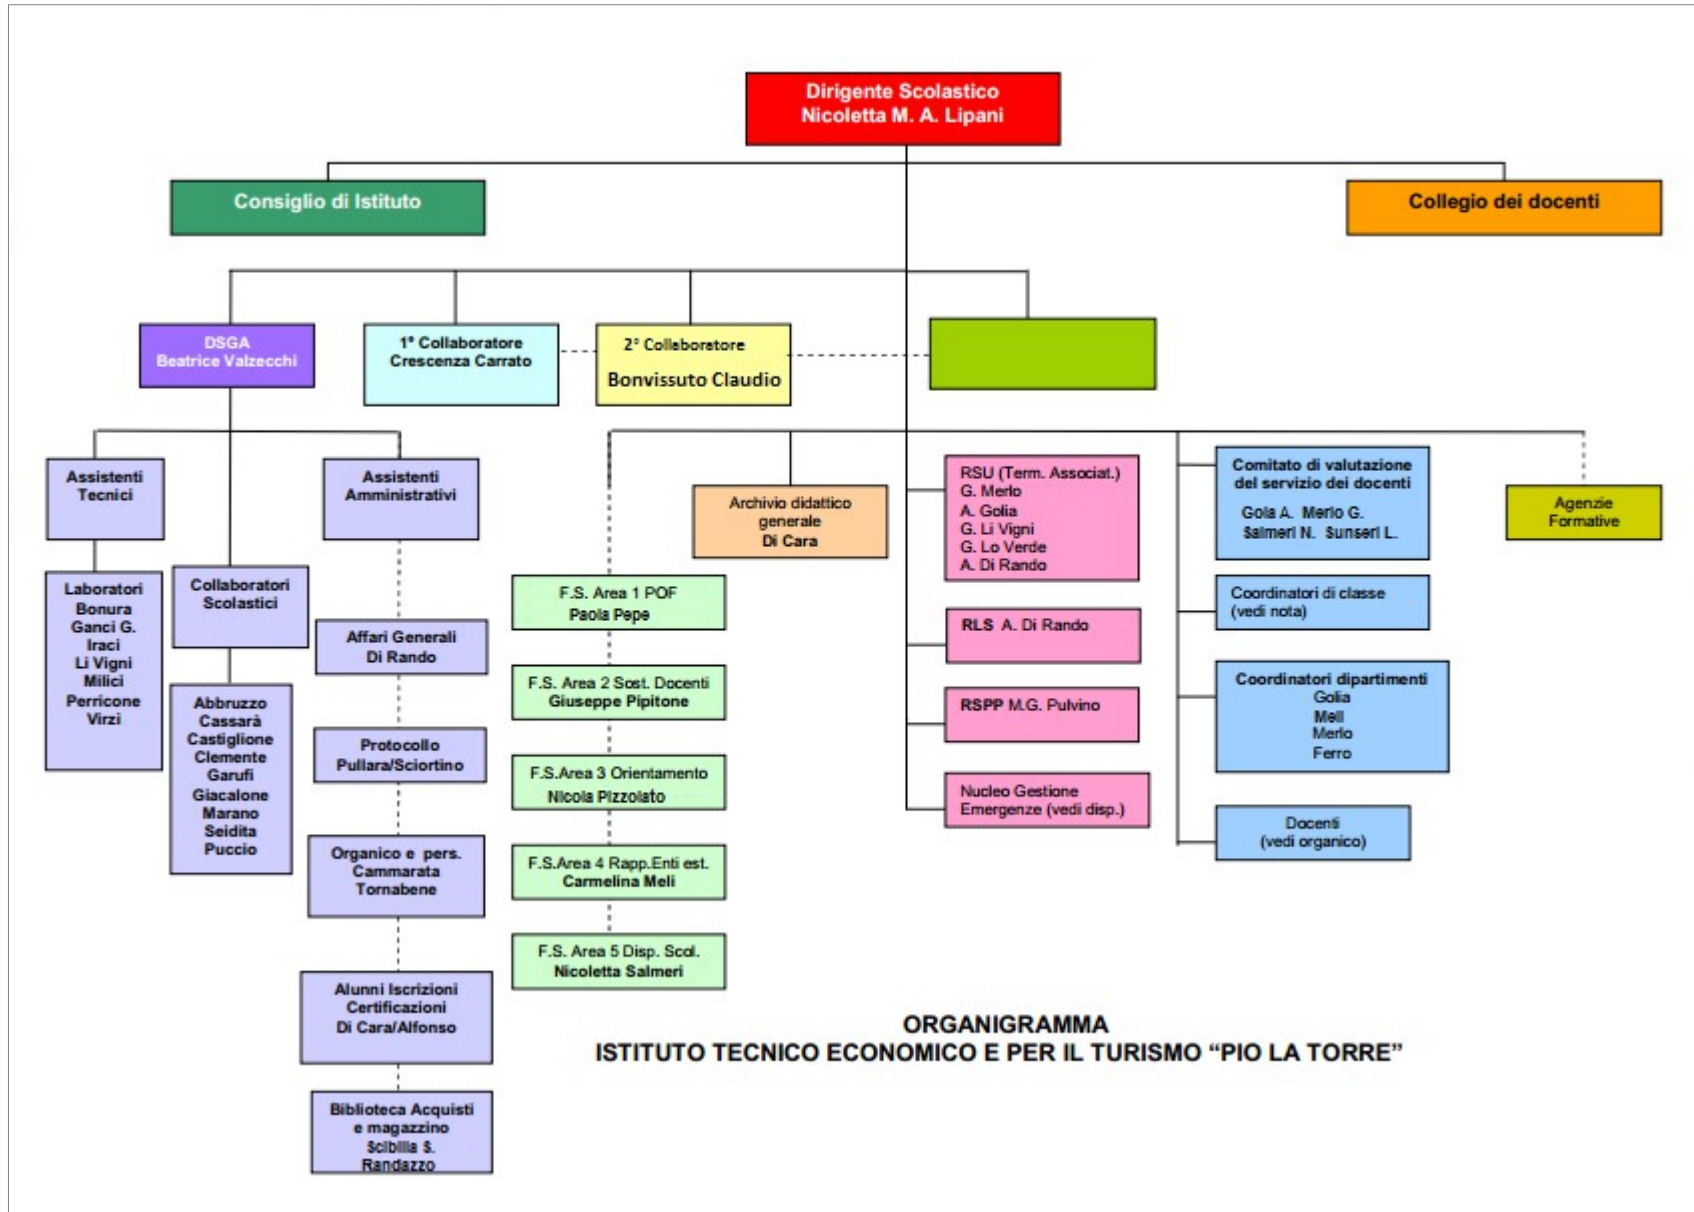 Dirigente Scolastico
Nicoletta M. A. Lipani
Consiglio di Istituto
Collegio dei docenti
DSGA
Beatrice Valzecchi
1° Collaboratore
Crescenza Carrato
2° Collaboratore
Bonvissuto Claudio
Assistenti
Tecnici
Assistenti
Amministrativi
Laboratori
Bonura
Ganci G.
Iraci
Li Vigni
Milici
Perricone
Virzi
Collaboratori
Scolastici
Abbruzzo
Cassarà
Castiglione
Clemente
Garufi
Giacalone
Marano
Seidita
Puccio
Affari Generali
Di Rando
Protocollo
Pullara/Sciortino
Organico e pers.
Cammarata
Tornabene
Alunni Iscrizioni
Certificazioni
Di Cara/Alfonso
Biblioteca Acquisti
e magazzino
Scibilia S.
Randazzo
F.S. Area 1 POF
Paola Pepe
F.S. Area 2 Sost. Docenti
Giuseppe Pipitone
F.S.Area 3 Orientamento
Nicola Pizzolato
F.S.Area 4 Rapp.Enti est.
Carmelina Meli
F.S. Area 5 Disp. Scol.
Nicoletta Salmeri
Archivio didattico
generale
Di Cara
RSU (Term. Associat.)
G. Merlo
A. Golia
G. Li Vigni
G. Lo Verde
A. Di Rando
RLS A. Di Rando
RSPP M.G. Pulvino
Nucleo Gestione
Emergenze (vedi disp.)
Comitato di valutazione
del servizio dei docenti
Golia A. Merlo G.
Salmeri N. Sunseri L.
Coordinatori di classe
(vedi nota)
Coordinatori dipartimenti
Golia
Meli
Merlo
Ferro
Docenti
(vedi organico)
Agenzie
Formative
ORGANIGRAMMA
ISTITUTO TECNICO ECONOMICO E PER IL TURISMO “PIO LA TORRE”